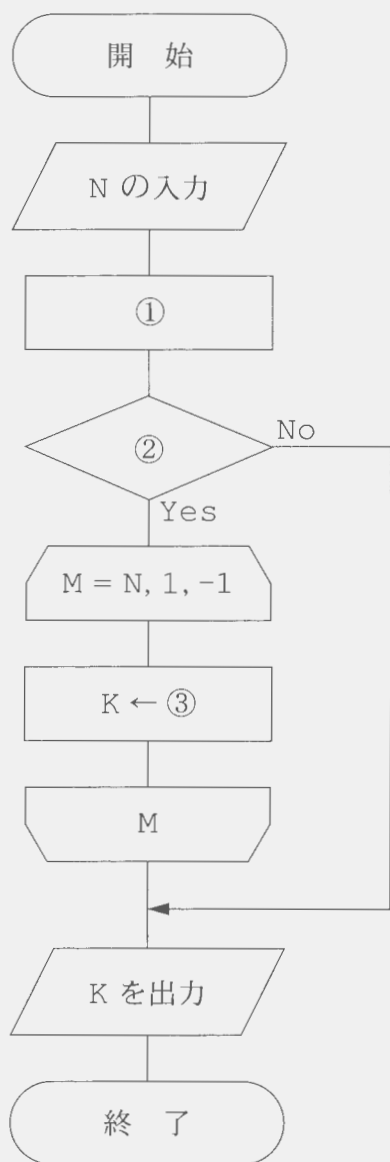 開 始
N の入力
①
②
No
Yes
M = N, 1, -1
K ← ③
M
K を出力
終 了